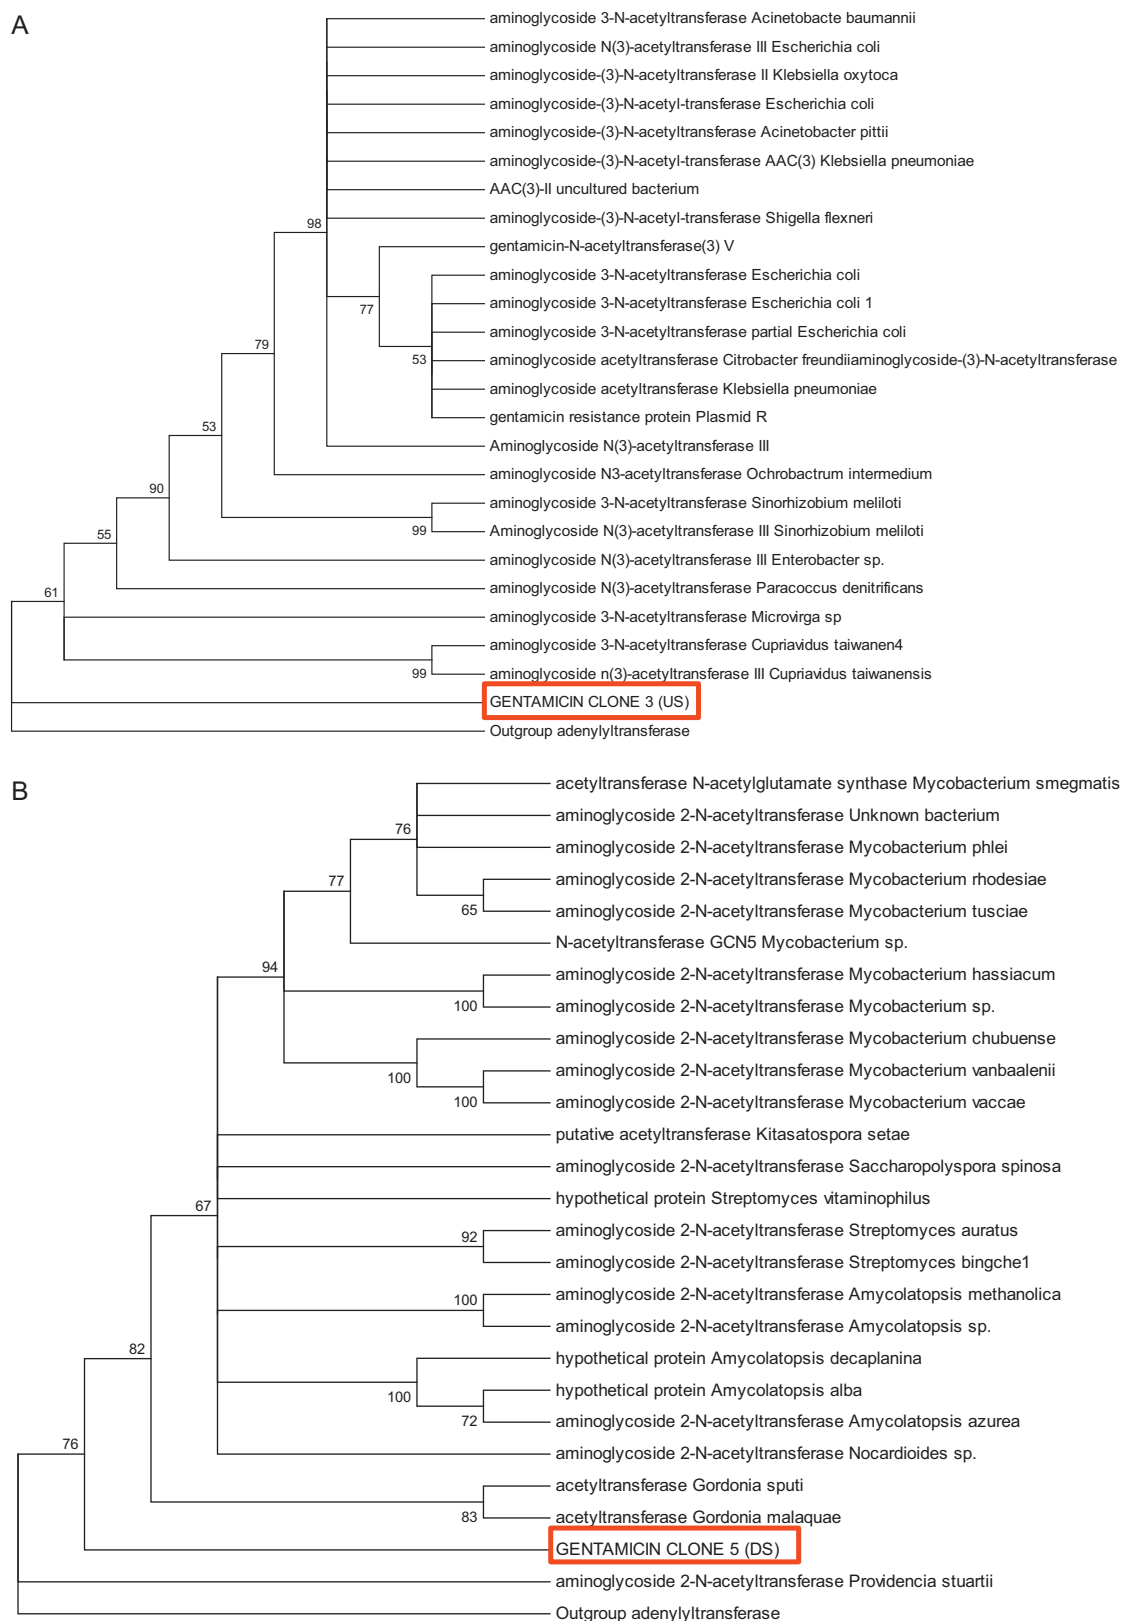 A
aminoglycoside 3-N-acetyltransferase Acinetobacte baumannii
aminoglycoside N(3)-acetyltransferase III Escherichia coli
aminoglycoside-(3)-N-acetyltransferase II Klebsiella oxytoca
aminoglycoside-(3)-N-acetyl-transferase Escherichia coli
aminoglycoside-(3)-N-acetyltransferase Acinetobacter pittii
aminoglycoside-(3)-N-acetyl-transferase AAC(3) Klebsiella pneumoniae
AAC(3)-II uncultured bacterium
aminoglycoside-(3)-N-acetyl-transferase Shigella flexneri
98
gentamicin-N-acetyltransferase(3) V
aminoglycoside 3-N-acetyltransferase Escherichia coli
aminoglycoside 3-N-acetyltransferase Escherichia coli 1
77
aminoglycoside 3-N-acetyltransferase partial Escherichia coli
79
53
aminoglycoside acetyltransferase Citrobacter freundiiaminoglycoside-(3)-N-acetyltransferase
aminoglycoside acetyltransferase Klebsiella pneumoniae
gentamicin resistance protein Plasmid R
53
Aminoglycoside N(3)-acetyltransferase III
aminoglycoside N3-acetyltransferase Ochrobactrum intermedium
90
aminoglycoside 3-N-acetyltransferase Sinorhizobium meliloti
99
Aminoglycoside N(3)-acetyltransferase III Sinorhizobium meliloti
55
aminoglycoside N(3)-acetyltransferase III Enterobacter sp.
aminoglycoside N(3)-acetyltransferase Paracoccus denitrificans
61
aminoglycoside 3-N-acetyltransferase Microvirga sp
aminoglycoside 3-N-acetyltransferase Cupriavidus taiwanen4
99
aminoglycoside n(3)-acetyltransferase III Cupriavidus taiwanensis
GENTAMICIN CLONE 3 (US)
Outgroup adenylyltransferase
B
acetyltransferase N-acetylglutamate synthase Mycobacterium smegmatis
aminoglycoside 2-N-acetyltransferase Unknown bacterium
76
aminoglycoside 2-N-acetyltransferase Mycobacterium phlei
77
aminoglycoside 2-N-acetyltransferase Mycobacterium rhodesiae
65
aminoglycoside 2-N-acetyltransferase Mycobacterium tusciae
N-acetyltransferase GCN5 Mycobacterium sp.
94
aminoglycoside 2-N-acetyltransferase Mycobacterium hassiacum
100
aminoglycoside 2-N-acetyltransferase Mycobacterium sp.
aminoglycoside 2-N-acetyltransferase Mycobacterium chubuense
100
aminoglycoside 2-N-acetyltransferase Mycobacterium vanbaalenii
100
aminoglycoside 2-N-acetyltransferase Mycobacterium vaccae
putative acetyltransferase Kitasatospora setae
aminoglycoside 2-N-acetyltransferase Saccharopolyspora spinosa
67
hypothetical protein Streptomyces vitaminophilus
92
aminoglycoside 2-N-acetyltransferase Streptomyces auratus
aminoglycoside 2-N-acetyltransferase Streptomyces bingche1
100
aminoglycoside 2-N-acetyltransferase Amycolatopsis methanolica
aminoglycoside 2-N-acetyltransferase Amycolatopsis sp.
82
hypothetical protein Amycolatopsis decaplanina
100
hypothetical protein Amycolatopsis alba
72
aminoglycoside 2-N-acetyltransferase Amycolatopsis azurea
76
aminoglycoside 2-N-acetyltransferase Nocardioides sp.
acetyltransferase Gordonia sputi
83
acetyltransferase Gordonia malaquae
GENTAMICIN CLONE 5 (DS)
aminoglycoside 2-N-acetyltransferase Providencia stuartii
Outgroup adenylyltransferase